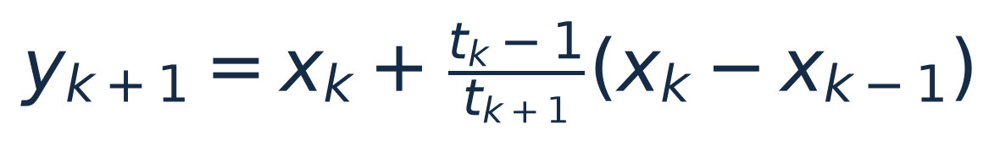 y_{k+1} = x_k + \frac{t_k - 1}{t_{k+1}}(x_k - x_{k-1})